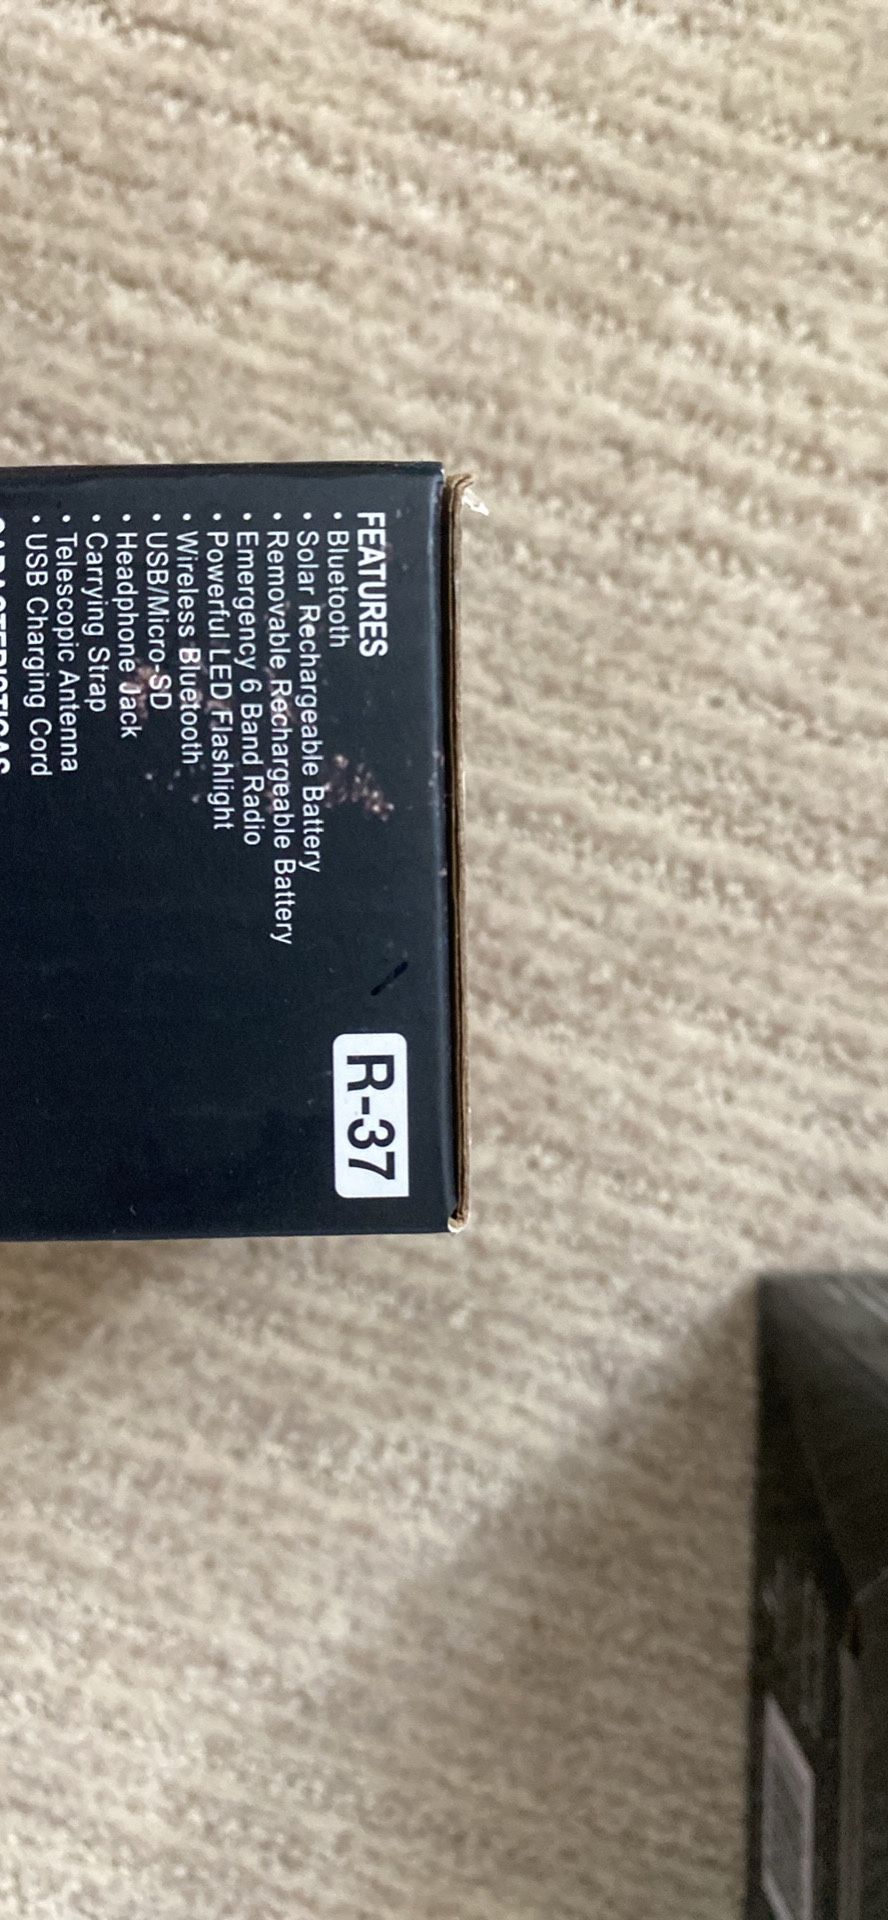 FEATURES
• Bluetooth
• Solar Rechargeable Battery
• Removable Rechargeable Battery
• Emergency 6 Band Radio
• Powerful LED Flashlight
• Wireless Bluetooth
• USB/Micro-SD
• Headphone Jack
• Carrying Strap
• Telescopic Antenna
• USB Charging Cord
R-37